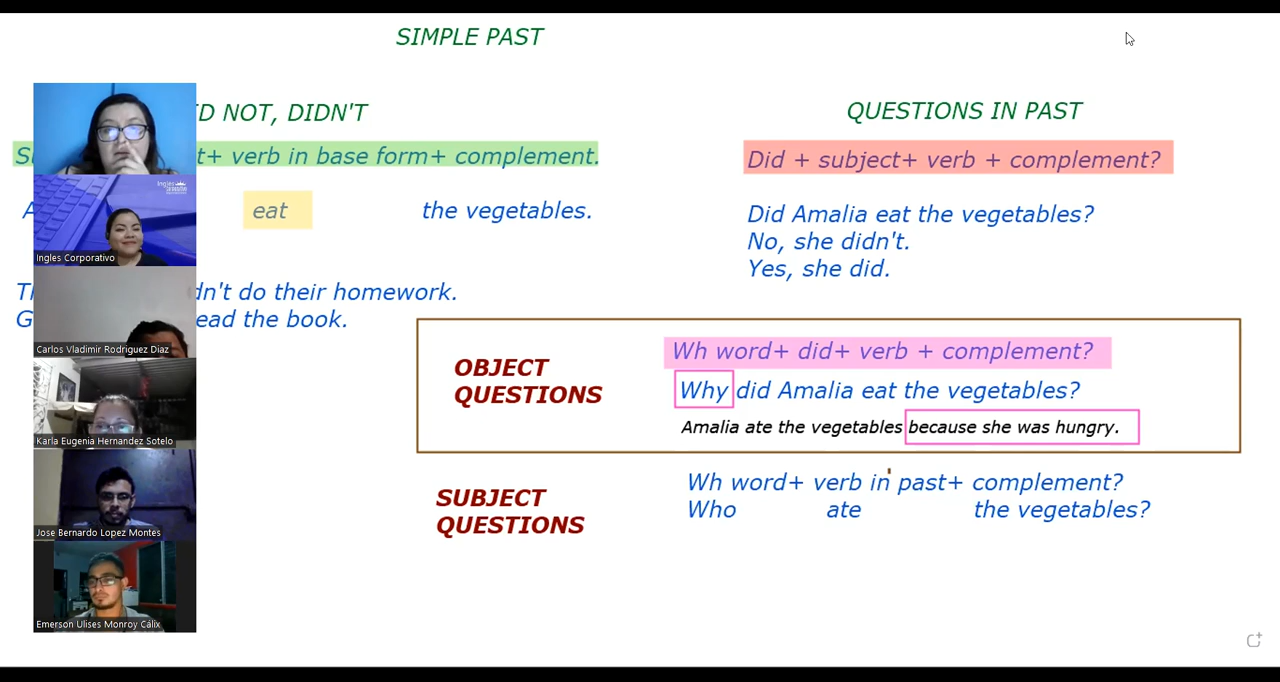 SIMPLE PAST
NOT, DIDN'T
QUESTIONS IN PAST
+ verb in base form+ complement.
Did + subject+ verb + complement?
eat the vegetables.
Did Amalia eat the vegetables?
No, she didn't.
Yes, she did.
do their homework.
the book.
OBJECT
QUESTIONS
Wh word+ did+ verb + complement?
Why did Amalia eat the vegetables?
Amalia ate the vegetables because she was hungry.
SUBJECT
QUESTIONS
Wh word+ verb in past+ complement?
Who ate the vegetables?
Ingles Corporativo
Carlos Vladimir Rodriguez Diaz
Karla Eugenia Hernandez Sotelo
Jose Bernardo Lopez Montes
Emerson Ulises Monroy Cálix